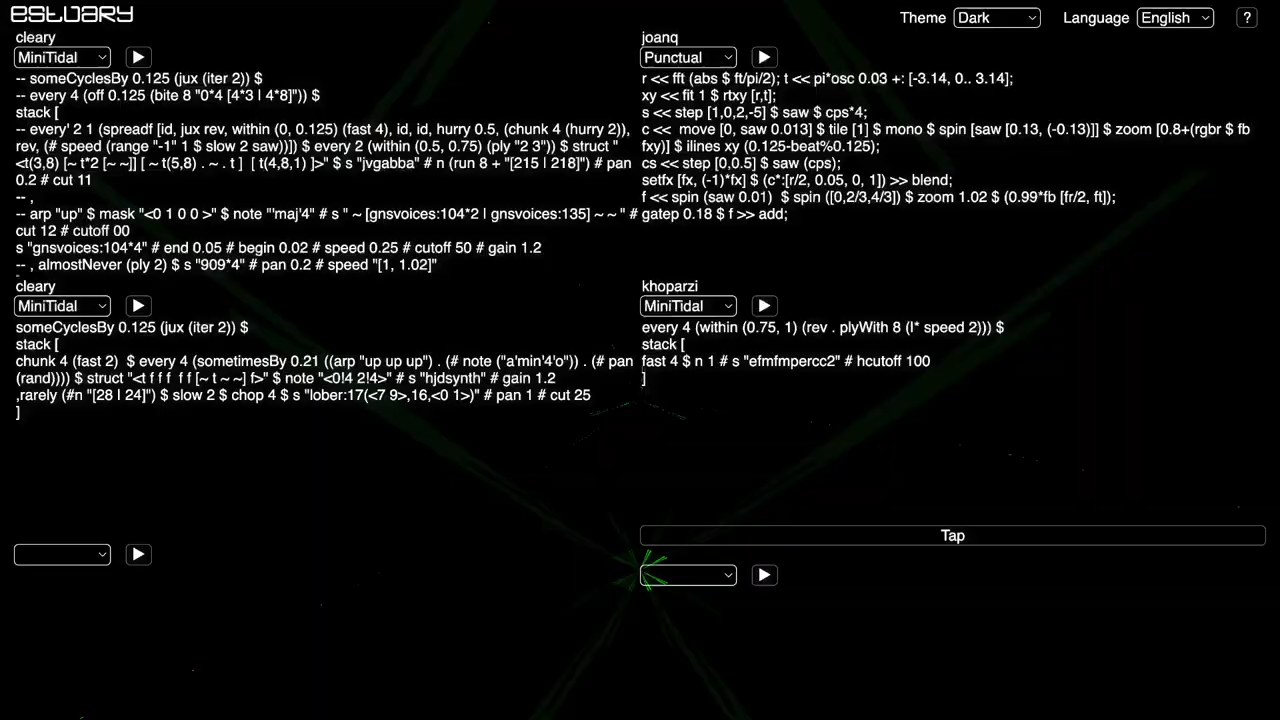 estuary
Theme Dark Language English ?
cleary
MiniTidal
-- someCyclesBy 0.125 (jux (iter 2)) $
-- every 4 (off 0.125 (bite 8 "0*4 [4*3 | 4*8]")) $
stack [
-- every' 2 1 (spreadf [id, jux rev, within (0, 0.125) (fast 4), id, id, hurry 0.5, (chunk 4 (hurry 2)),
rev, (# speed (range "-1" 1 $ slow 2 saw))]) $ every 2 (within (0.5, 0.75) (ply "2 3")) $ struct "
<t(3,8) [~ t*2 [~ ~]] [ ~ t(5,8) . ~ . t ]  [ t(4,8,1) ]>" $ s "jvgabba" # n (run 8 + "[215 | 218]") # pan
0.2 # cut 11
-- ,
-- arp "up" $ mask "<0 1 0 0 >" $ note "'maj'4" # s " ~ [gnsvoices:104*2 | gnsvoices:135] ~ ~ " #
cut 12 # cutoff 00
s "gnsvoices:104*4" # end 0.05 # begin 0.02 # speed 0.25 # cutoff 50 # gain 1.2
-- , almostNever (ply 2) $ s "909*4" # pan 0.2 # speed "[1, 1.02]"
joanq
Punctual
r << fft (abs $ ft/pi/2); t << pi*osc 0.03 +: [-3.14, 0.. 3.14];
xy << fit 1 $ rtxy [r,t];
s << step [1,0,2,-5] $ saw $ cps*4;
c <<  move [0, saw 0.013] $ tile [1] $ mono $ spin [saw [0.13, (-0.13)]] $ zoom [0.8+(rgbr $ fb
fxy)] $ ilines xy (0.125-beat%0.125);
cs << step [0,0.5] $ saw (cps);
setfx [fx, (-1)*fx] $ (c*:[r/2, 0.05, 0, 1]) >> blend;
f << spin (saw 0.01)  $ spin ([0,2/3,4/3]) $ zoom 1.02 $ (0.99*fb [fr/2, ft]);
gatep 0.18 $ f >> add;
cleary
MiniTidal
someCyclesBy 0.125 (jux (iter 2)) $
stack [
chunk 4 (fast 2)  $ every 4 (sometimesBy 0.21 ((arp "up up up") . (# note ("a'min'4'o")) . (# pan
(rand)))) $ struct "<t f f f  f f [~ t ~ ~] f>" $ note "<0!4 2!4>" # s "hjdsynth" # gain 1.2
,rarely (#n "[28 | 24]") $ slow 2 $ chop 4 $ s "lober:17(<7 9>,16,<0 1>)" # pan 1 # cut 25
]
khoparzi
MiniTidal
every 4 (within (0.75, 1) (rev . plyWith 8 (|* speed 2))) $
stack [
fast 4 $ n 1 # s "efmfmpercc2" # hcutoff 100
]
Tap